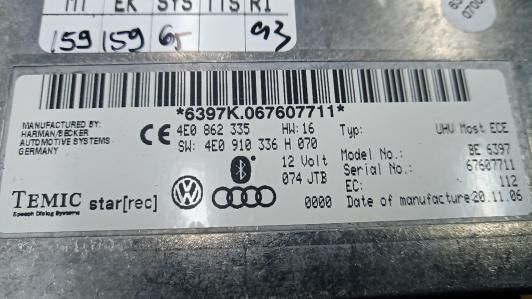 MI EK SYS TTS RI
159 159 65 93
0700
*6397K.067607711*
MANUFACTURED BY:
HARMAN/BECKER
AUTOMOTIVE SYSTEMS
GERMANY
CE
4E0 862 335 HW:16
SW: 4E0 910 336 H 070
12 Volt
074 JTB
0000
Typ: UHV Most ECE
Model No.: BE 6397
Serial No.: 67607711
EC: 112
Date of manufacture: 20.11.06
TEMIC star[rec]
Speech Dialog Systems